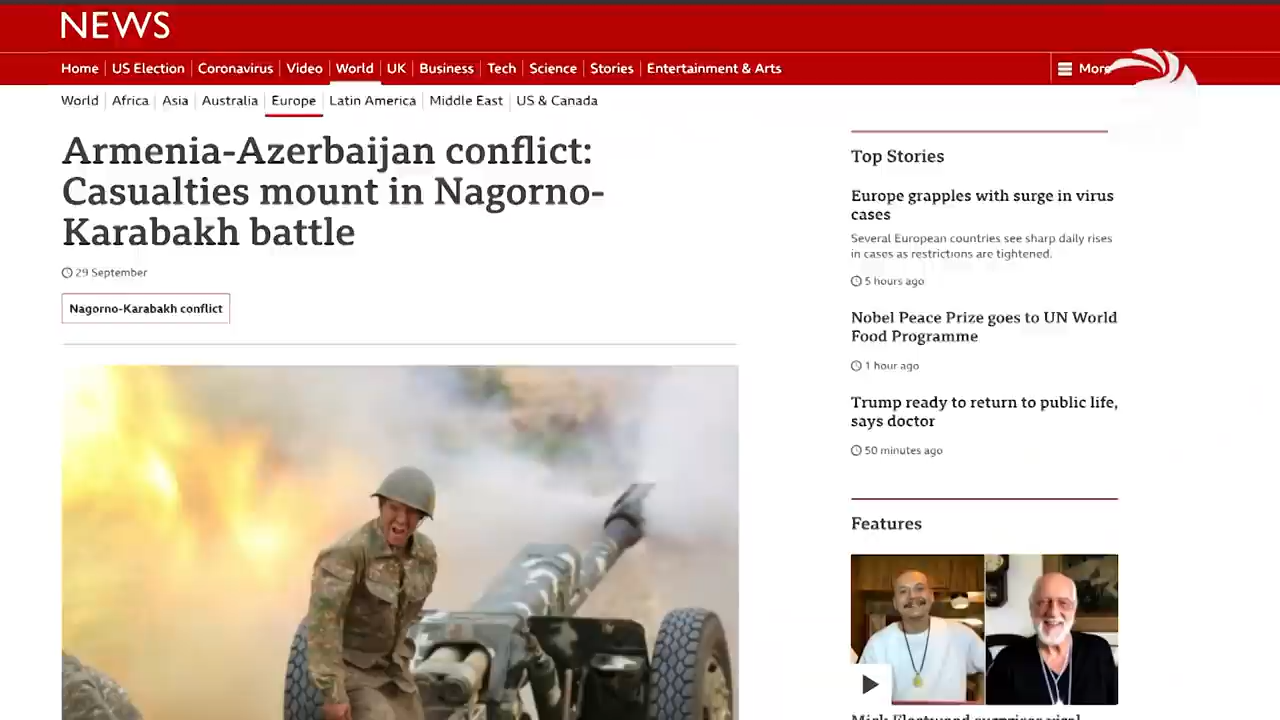 NEWS
Home US Election Coronavirus Video World UK Business Tech Science Stories Entertainment & Arts More
World Africa Asia Australia Europe Latin America Middle East US & Canada
Armenia-Azerbaijan conflict:
Casualties mount in Nagorno-
Karabakh battle
29 September
Nagorno-Karabakh conflict
Top Stories
Europe grapples with surge in virus
cases
Several European countries see sharp daily rises
in cases as restrictions are tightened.
5 hours ago
Nobel Peace Prize goes to UN World
Food Programme
1 hour ago
Trump ready to return to public life,
says doctor
50 minutes ago
Features
Mick Fleetwood surprises viral